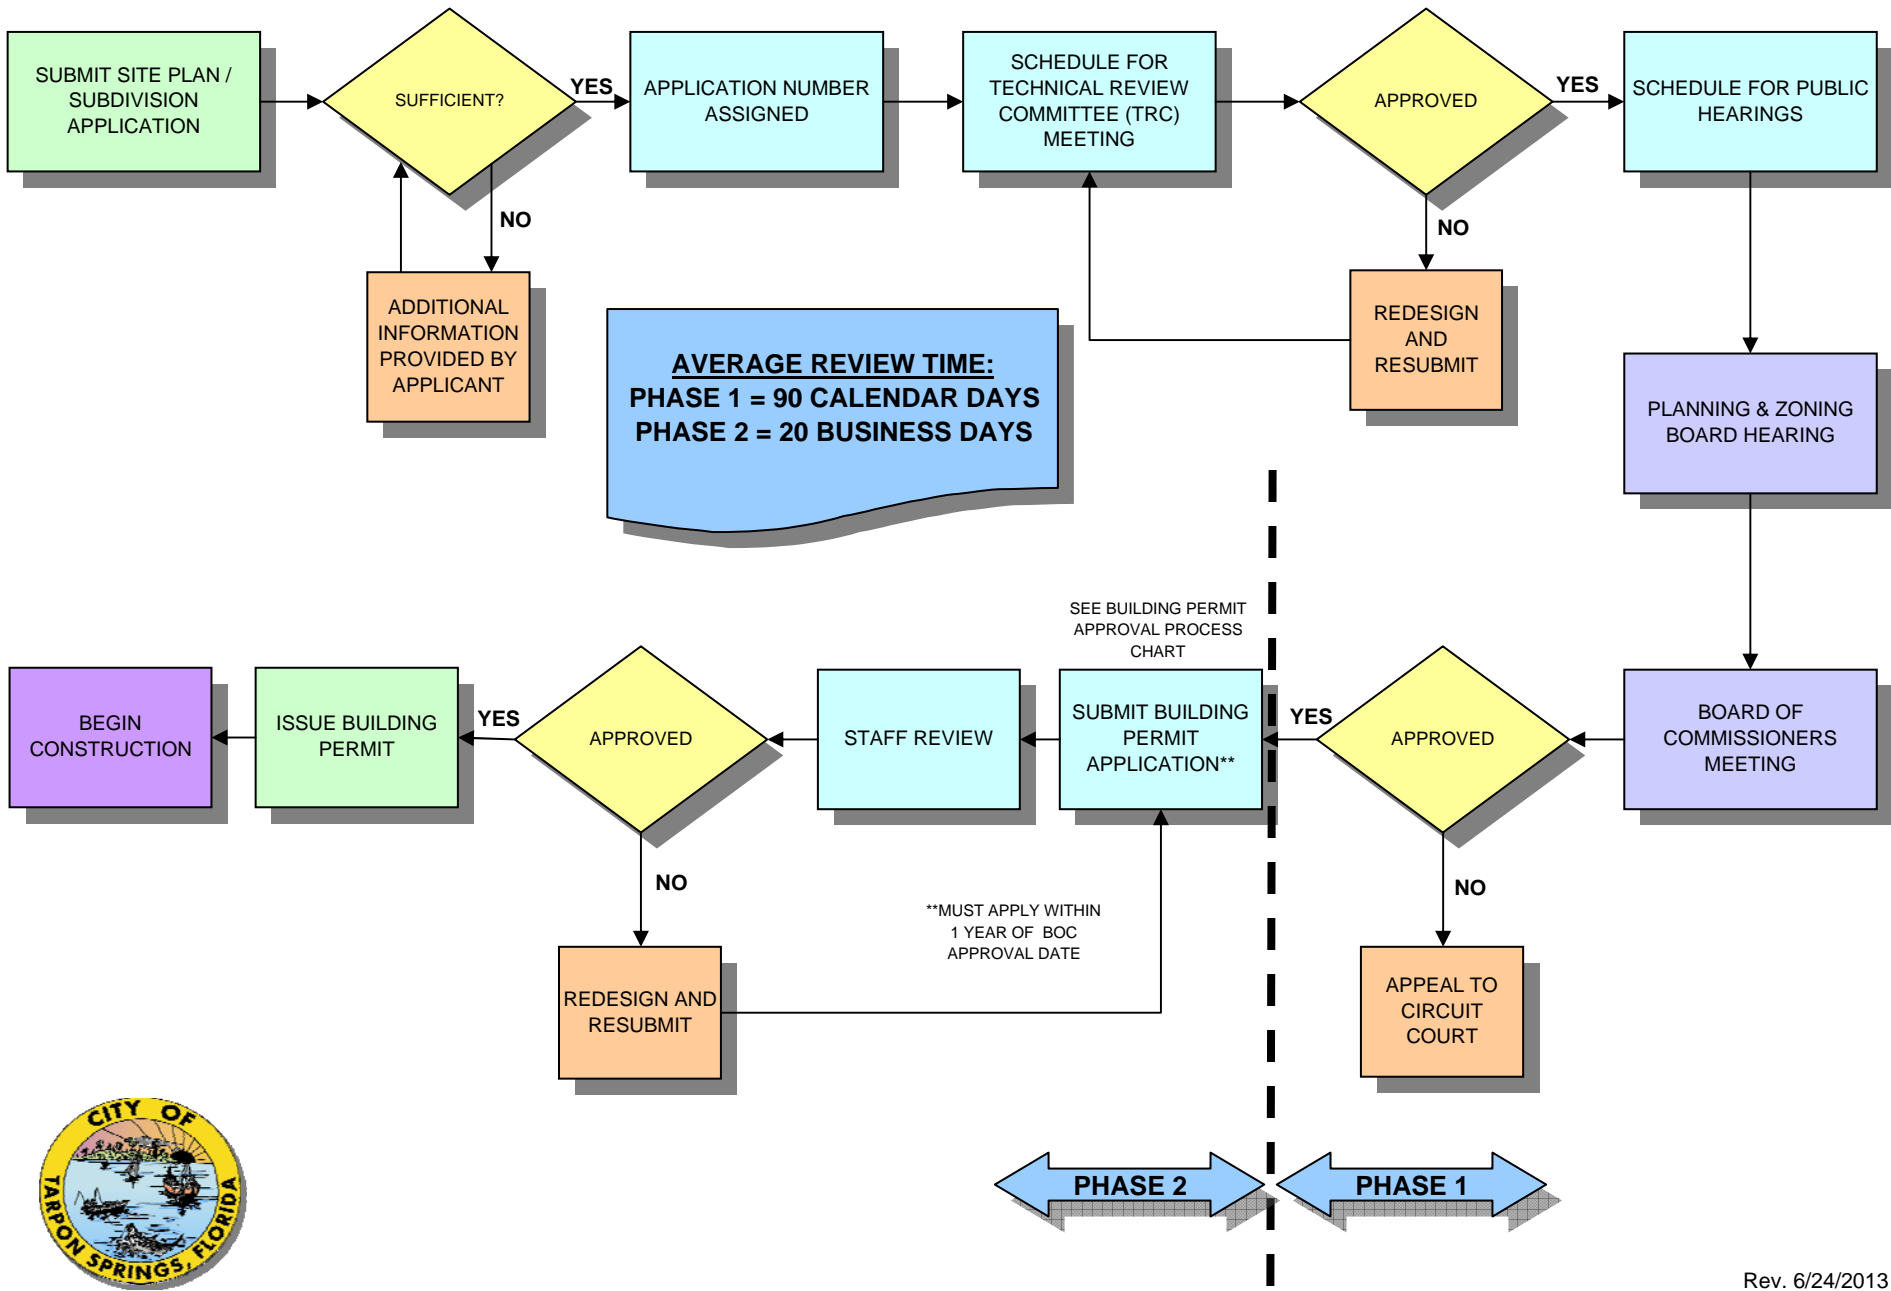 SUBMIT SITE PLAN /
SUBDIVISION
APPLICATION
SUFFICIENT?
YES
APPLICATION NUMBER
ASSIGNED
SCHEDULE FOR
TECHNICAL REVIEW
COMMITTEE (TRC)
MEETING
APPROVED
YES
SCHEDULE FOR PUBLIC
HEARINGS
NO
NO
ADDITIONAL
INFORMATION
PROVIDED BY
APPLICANT
REDESIGN
AND
RESUBMIT
AVERAGE REVIEW TIME:
PHASE 1 = 90 CALENDAR DAYS
PHASE 2 = 20 BUSINESS DAYS
PLANNING & ZONING
BOARD HEARING
SEE BUILDING PERMIT
APPROVAL PROCESS
CHART
BEGIN
CONSTRUCTION
ISSUE BUILDING
PERMIT
YES
APPROVED
STAFF REVIEW
SUBMIT BUILDING
PERMIT
APPLICATION**
YES
APPROVED
BOARD OF
COMMISSIONERS
MEETING
NO
NO
**MUST APPLY WITHIN
1 YEAR OF BOC
APPROVAL DATE
REDESIGN AND
RESUBMIT
APPEAL TO
CIRCUIT
COURT
CITY OF
TARPON SPRINGS, FLORIDA
PHASE 2
PHASE 1
Rev. 6/24/2013